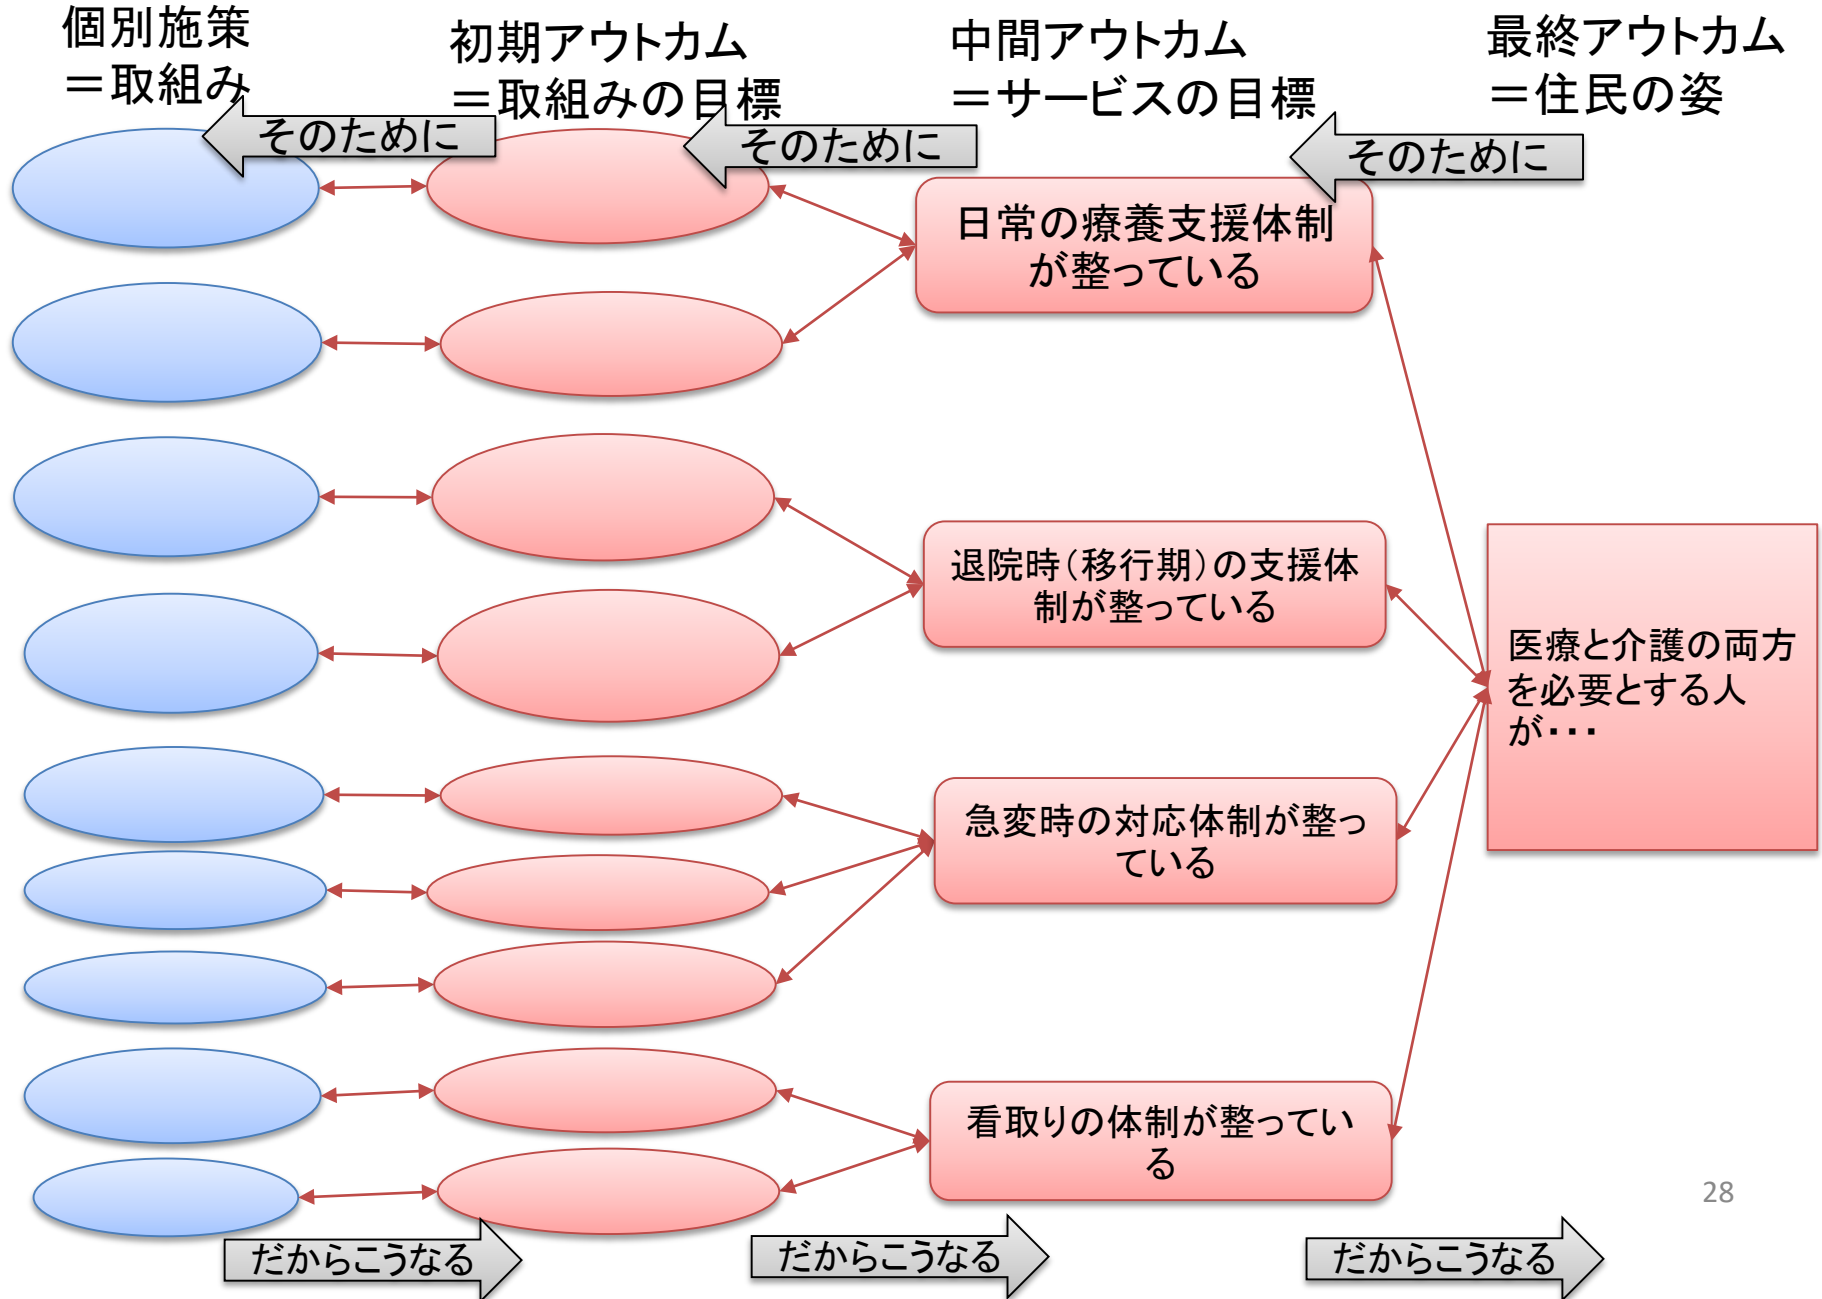 個別施策
＝取組み
初期アウトカム
＝取組みの目標
中間アウトカム
＝サービスの目標
最終アウトカム
＝住民の姿
そのために
そのために
そのために
日常の療養支援体制
が整っている
退院時（移行期）の支援体
制が整っている
医療と介護の両方
を必要とする人
が・・・
急変時の対応体制が整っ
ている
看取りの体制が整ってい
る
28
だからこうなる
だからこうなる
だからこうなる